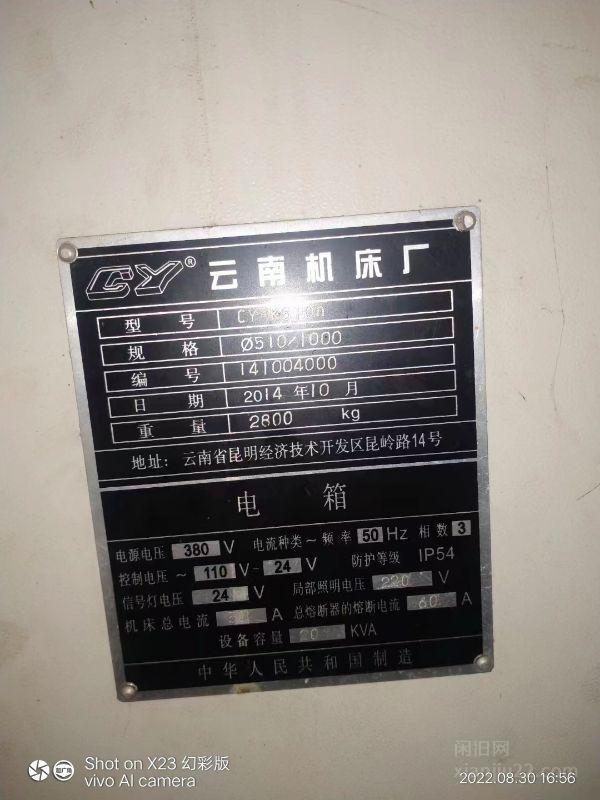 CY® 云南机床厂
型号
规格 Ø510/1000
编号 141004000
日期 2014 年 10 月
重量 2800 kg
地址: 云南省昆明经济技术开发区昆岭路14号
电箱
电源电压 380 V 电流种类~ 频率 50 Hz 相数 3
控制电压~ 110 V- 24 V 防护等级 IP54
信号灯电压 24 V 局部照明电压 220 V
机床总电流 A 总熔断器的熔断电流 60 A
设备容量 20 KVA
中华人民共和国制造
Shot on X23 幻彩版
vivo AI camera
闲旧网
xianjiu22.com
2022.08.30 16:56